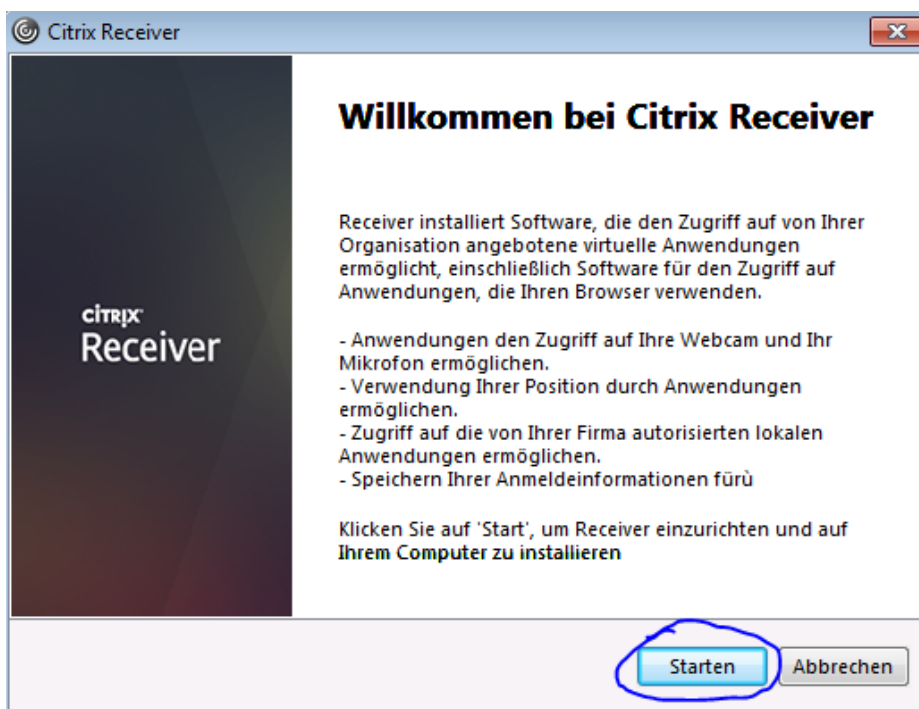 Citrix Receiver
Willkommen bei Citrix Receiver
Receiver installiert Software, die den Zugriff auf von Ihrer
Organisation angebotene virtuelle Anwendungen
ermöglicht, einschließlich Software für den Zugriff auf
Anwendungen, die Ihren Browser verwenden.
- Anwendungen den Zugriff auf Ihre Webcam und Ihr
Mikrofon ermöglichen.
- Verwendung Ihrer Position durch Anwendungen
ermöglichen.
- Zugriff auf die von Ihrer Firma autorisierten lokalen
Anwendungen ermöglichen.
- Speichern Ihrer Anmeldeinformationen fürù
Klicken Sie auf 'Start', um Receiver einzurichten und auf
Ihrem Computer zu installieren
citrix
Receiver
Starten Abbrechen